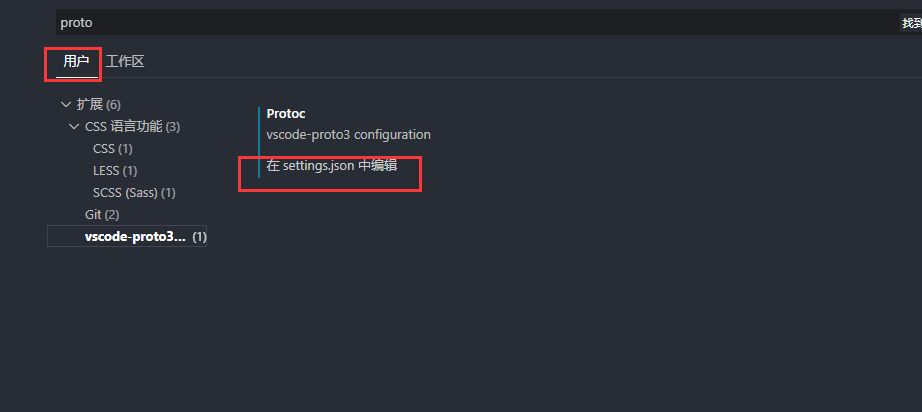 proto
找到
用户 工作区
扩展 (6)
CSS 语言功能 (3)
CSS (1)
LESS (1)
SCSS (Sass) (1)
Git (2)
vscode-proto3... (1)
Protoc
vscode-proto3 configuration
在 settings.json 中编辑